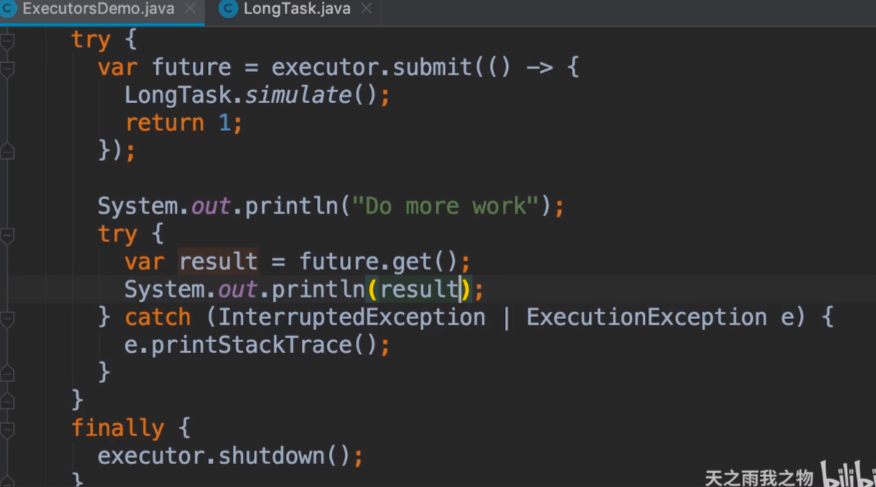 ExecutorsDemo.java × LongTask.java ×
try {
var future = executor.submit(() -> {
LongTask.simulate();
return 1;
});
System.out.println("Do more work");
try {
var result = future.get();
System.out.println(result);
} catch (InterruptedException | ExecutionException e) {
e.printStackTrace();
}
}
finally {
executor.shutdown();
}
天之雨我之物